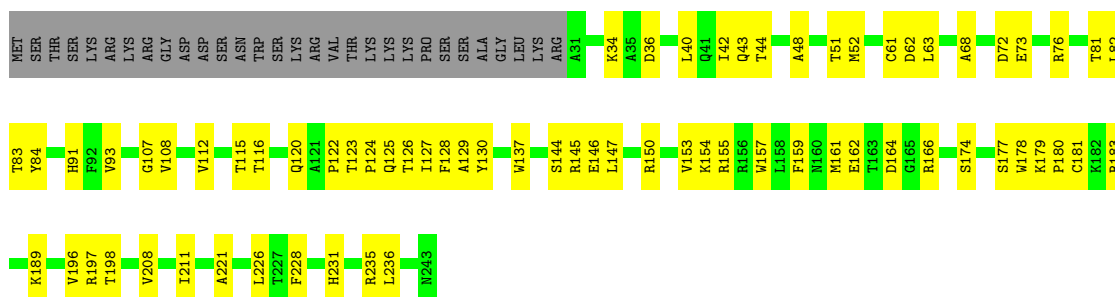 MET SER THR SER LYS ARG LYS ARG GLY ASP ASP SER ASN TRP SER LYS ARG VAL THR LYS LYS LYS PRO SER SER ALA GLY LEU LYS ARG A31 K34 A35 D36 L40 Q41 I42 Q43 T44 A48 T51 M52 C61 D62 L63 A68 D72 E73 R76 T81 L82
T83 Y84 H91 F92 V93 G107 V108 V112 T115 T116 Q120 A121 P122 T123 P124 Q125 T126 I127 F128 A129 Y130 W137 S144 R145 E146 L147 R150 V153 K154 R155 R156 W157 L158 F159 N160 M161 E162 T163 D164 G165 R166 S174 S177 W178 K179 P180 C181 K182 R183
K189 V196 R197 T198 V208 I211 A221 L226 T227 F228 H231 R235 L236 N243